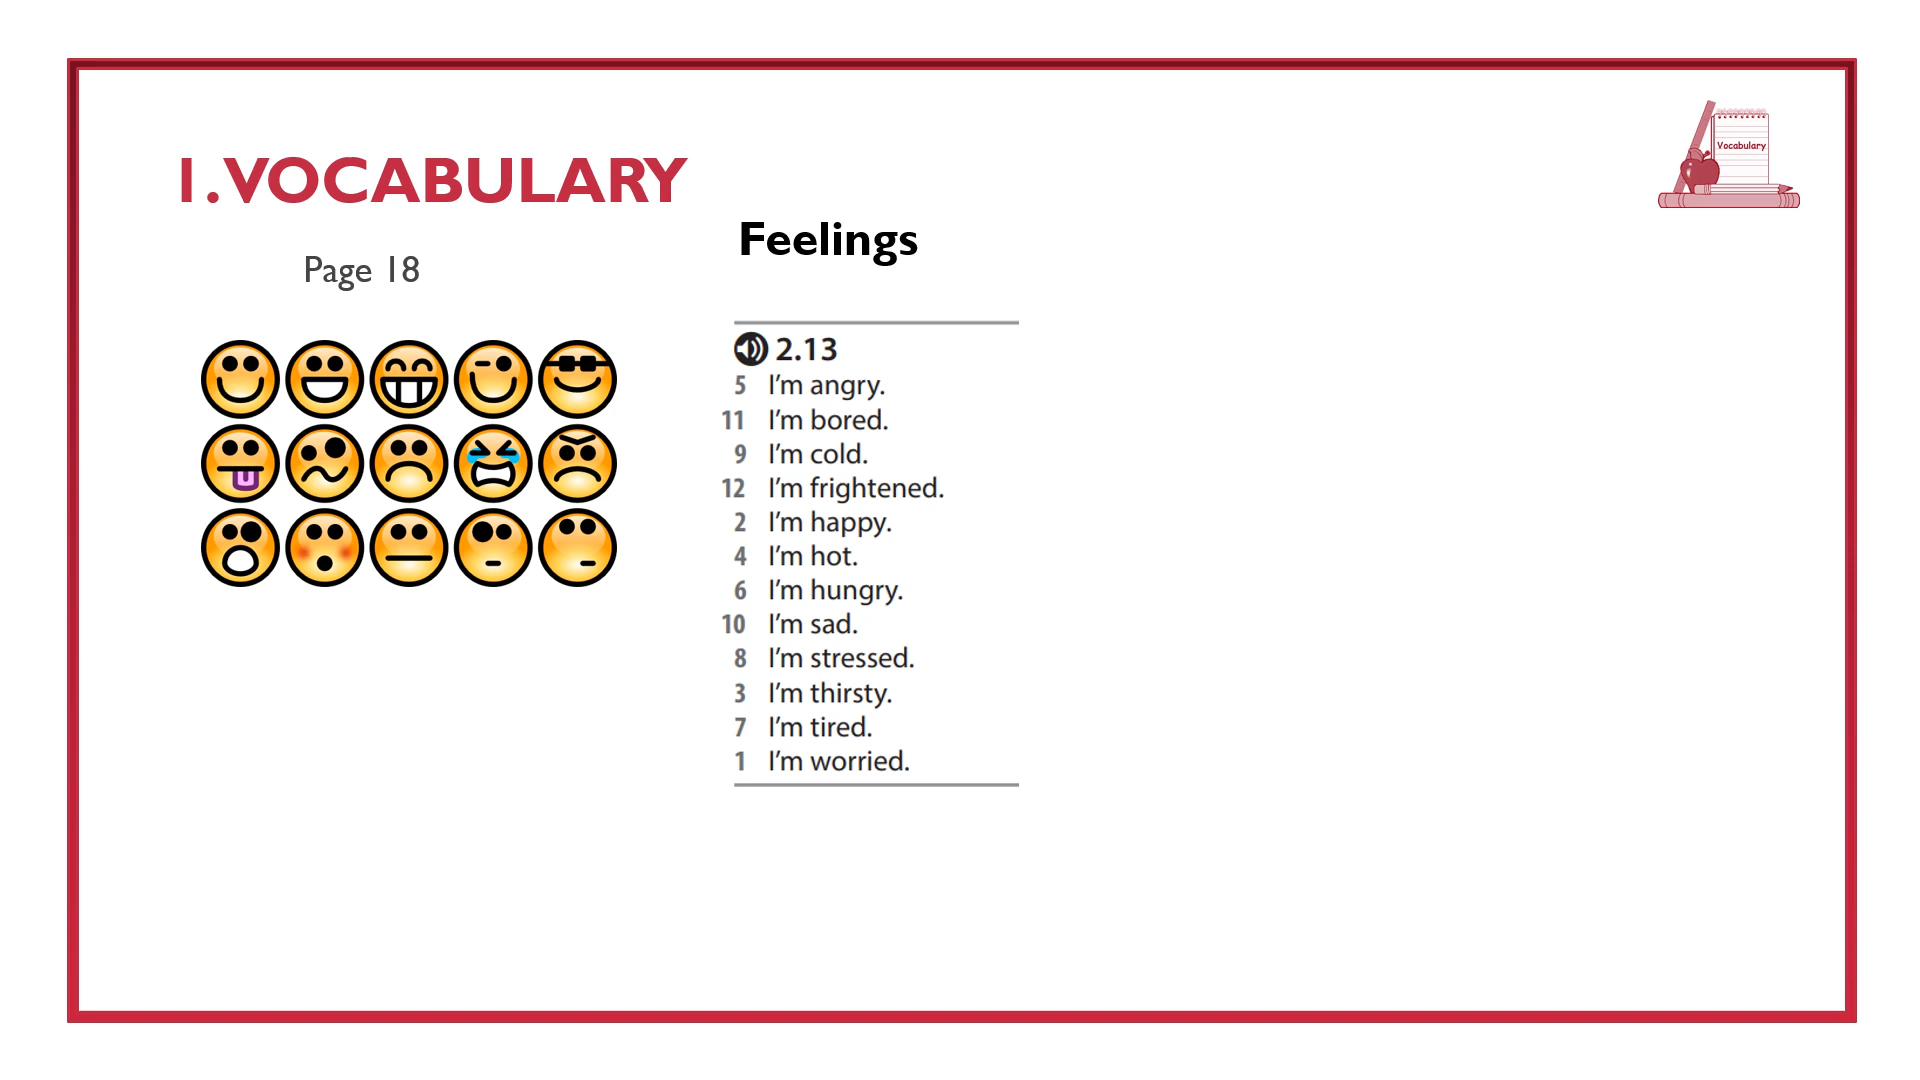 1. VOCABULARY
Vocabulary
Page 18
Feelings
2.13
5 I'm angry.
11 I'm bored.
9 I'm cold.
12 I'm frightened.
2 I'm happy.
4 I'm hot.
6 I'm hungry.
10 I'm sad.
8 I'm stressed.
3 I'm thirsty.
7 I'm tired.
1 I'm worried.